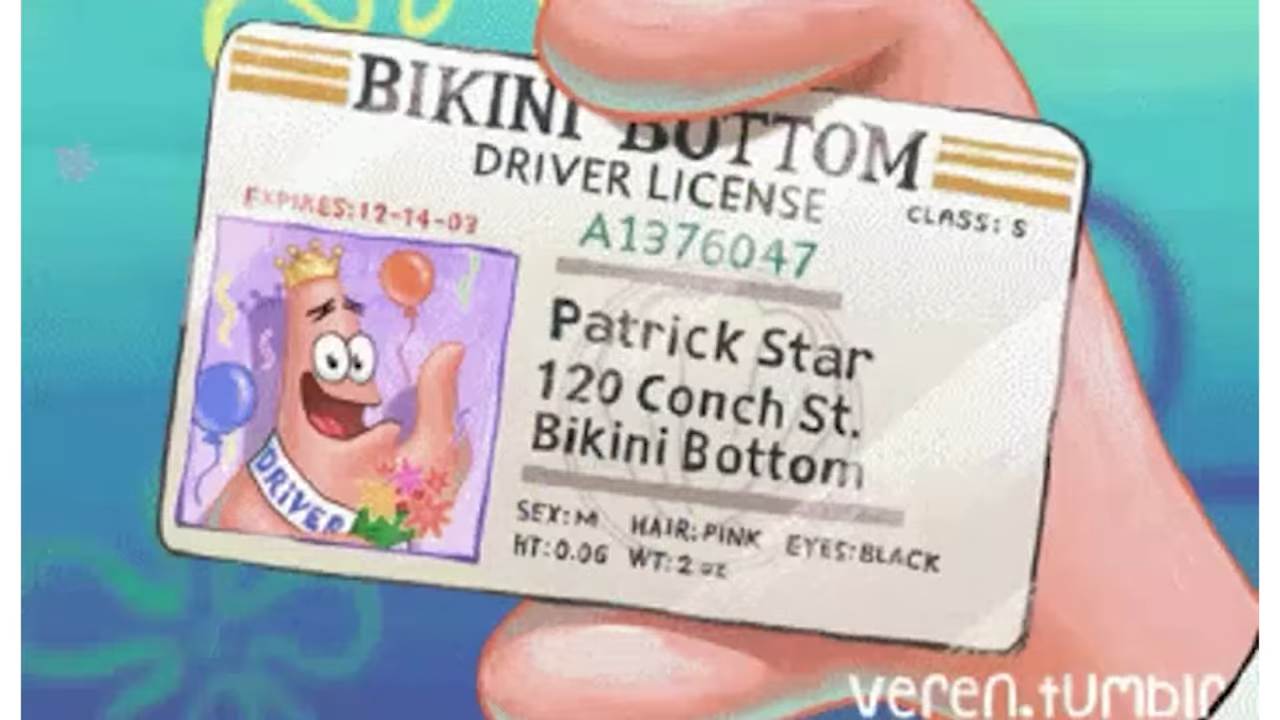 BIKINI BOTTOM
DRIVER LICENSE
CLASS: S
EXPIRES: 12-14-03
A1376047
Patrick Star
120 Conch St.
Bikini Bottom
DRIVER
SEX: M HAIR: PINK EYES: BLACK
HT: 0.06 WT: 2 oz
veren.tumblr